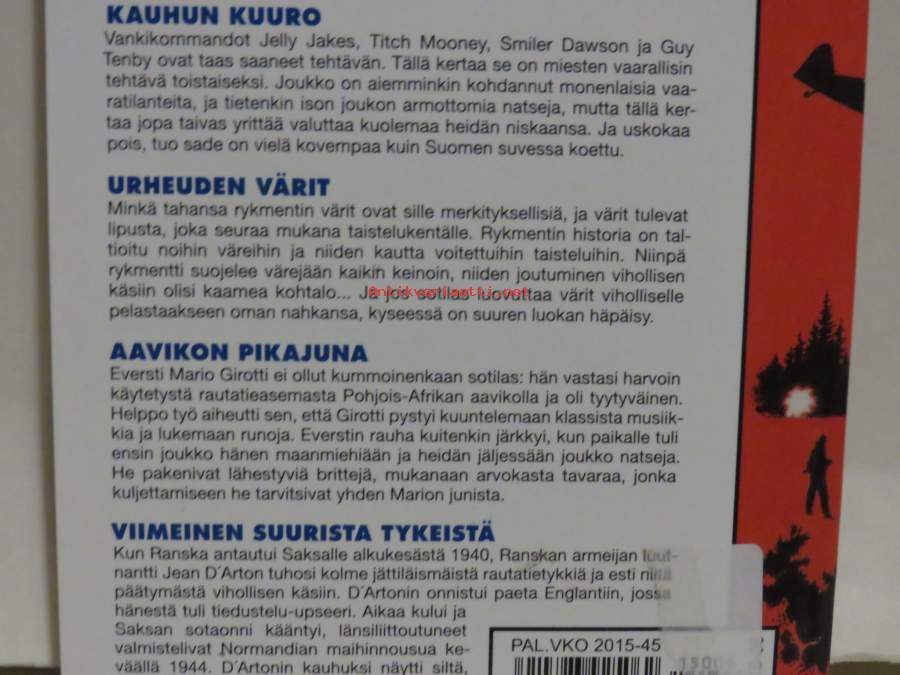 KAUHUN KUURO
Vankikommandot Jelly Jakes, Titch Mooney, Smiler Dawson ja Guy
Tenby ovat taas saaneet tehtävän. Tällä kertaa se on miesten vaarallisin
tehtävä toistaiseksi. Joukko on aiemminkin kohdannut monenlaisia vaa-
ratilanteita, ja tietenkin ison joukon armottomia natseja, mutta tällä ker-
taa jopa taivas yrittää valuttaa kuolemaa heidän niskaansa. Ja uskokaa
pois, tuo sade on vielä kovempaa kuin Suomen suvessa koettu.
URHEUDEN VÄRIT
Minkä tahansa rykmentin värit ovat sille merkityksellisiä, ja värit tulevat
lipusta, joka seuraa mukana taistelukentälle. Rykmentin historia on tal-
tioitu noihin väreihin ja niiden kautta voitettuihin taisteluihin. Niinpä
rykmentti suojelee värejään kaikin keinoin, niiden joutuminen vihollisen
käsiin olisi kaamea kohtalo... Ja jos sotilas luovuttaa värit viholliselle
antikvariaatti.net
pelastaakseen oman nahkansa, kyseessä on suuren luokan häpäisy.
AAVIKON PIKAJUNA
Eversti Mario Girotti ei ollut kummoinenkaan sotilas: hän vastasi harvoin
käytetystä rautatieasemasta Pohjois-Afrikan aavikolla ja oli tyytyväinen.
Helppo työ aiheutti sen, että Girotti pystyi kuuntelemaan klassista musiik-
kia ja lukemaan runoja. Everstin rauha kuitenkin järkkyi, kun paikalle tuli
ensin joukko hänen maanmiehiään ja heidän jäljessään joukko natseja.
He pakenivat lähestyviä brittejä, mukanaan arvokasta tavaraa, jonka
kuljettamiseen he tarvitsivat yhden Marion junista.
VIIMEINEN SUURISTA TYKEISTÄ
Kun Ranska antautui Saksalle alkukesästä 1940, Ranskan armeijan luut-
nantti Jean D´Arton tuhosi kolme jättiläismäistä rautatietykkiä ja esti niitä
päätymästä vihollisen käsiin. D´Artonin onnistui paeta Englantiin, jossa
hänestä tuli tiedustelu-upseeri. Aikaa kului ja
Saksan sotaonni kääntyi, länsiliittoutuneet
valmistelivat Normandian maihinnousua ke-
väällä 1944. D´Artonin kauhuksi näytti siltä,
PAL.VKO 2015-45